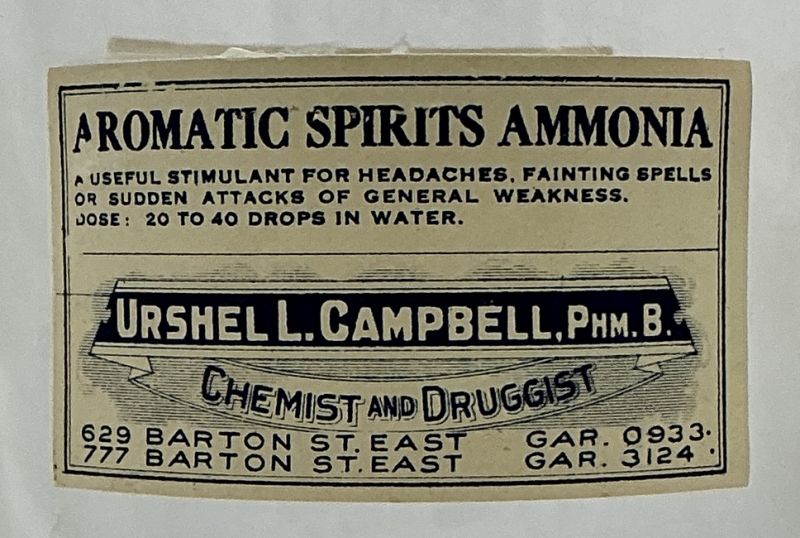 AROMATIC SPIRITS AMMONIA
A USEFUL STIMULANT FOR HEADACHES, FAINTING SPELLS
OR SUDDEN ATTACKS OF GENERAL WEAKNESS.
DOSE: 20 TO 40 DROPS IN WATER.
URSHEL L. CAMPBELL, PHM. B.
CHEMIST AND DRUGGIST
629 BARTON ST. EAST GAR. 0933.
777 BARTON ST. EAST GAR. 3124.